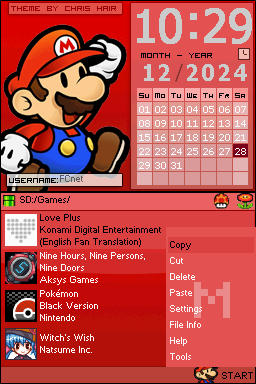 THEME BY CHRIS HAIR
M
10:29
MONTH - YEAR
12/2024
Su Mo Tu We Th Fr Sa
01 02 03 04 05 06 07
08 09 10 11 12 13 14
15 16 17 18 19 20 21
22 23 24 25 26 27 28
29 30 31
USERNAME: FCnet
SD:/Games/
Love Plus
Konami Digital Entertainment
(English Fan Translation)
Nine Hours, Nine Persons,
Nine Doors
Aksys Games
Pokémon
Black Version
Nintendo
Witch's Wish
Natsume Inc.
Copy
Cut
Delete
Paste
Settings
File Info
Help
Tools
M
START